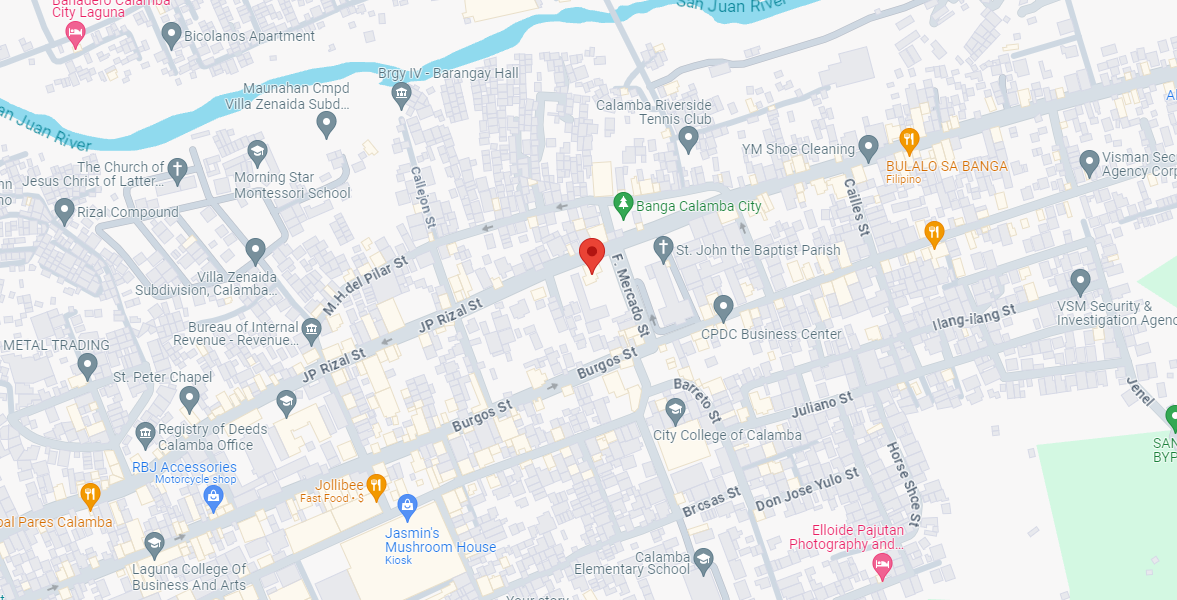 Banadero Calamba
City Laguna
San Juan River
Bicolanos Apartment
Brgy IV - Barangay Hall
Maunahan Cmpd
Villa Zenaida Subd...
Calamba Riverside
Tennis Club
San Juan River
YM Shoe Cleaning
BULALO SA BANGA
Filipino
Visman Sec
Agency Corp
The Church of
Jesus Christ of Latter...
Morning Star
Montessori School
Callejon St
Cailles St
Rizal Compound
Banga Calamba City
St. John the Baptist Parish
Villa Zenaida
Subdivision, Calamba...
M.H.del Pilar St
F. Mercado St
JP Rizal St
VSM Security &
Investigation Agenc
Bureau of Internal
Revenue - Revenue...
CPDC Business Center
Ilang-ilang St
METAL TRADING
JP Rizal St
Burgos St
St. Peter Chapel
Barreto St
Juliano St
Jenel
Burgos St
Registry of Deeds
Calamba Office
City College of Calamba
SAN
BYP
RBJ Accessories
Motorcycle shop
Jollibee
Fast Food • $
Horse Shoe St
Don Jose Yulo St
Brosas St
bal Pares Calamba
Jasmin's
Mushroom House
Kiosk
Elloide Pajutan
Photography and...
Laguna College Of
Business And Arts
Calamba
Elementary School
Your story